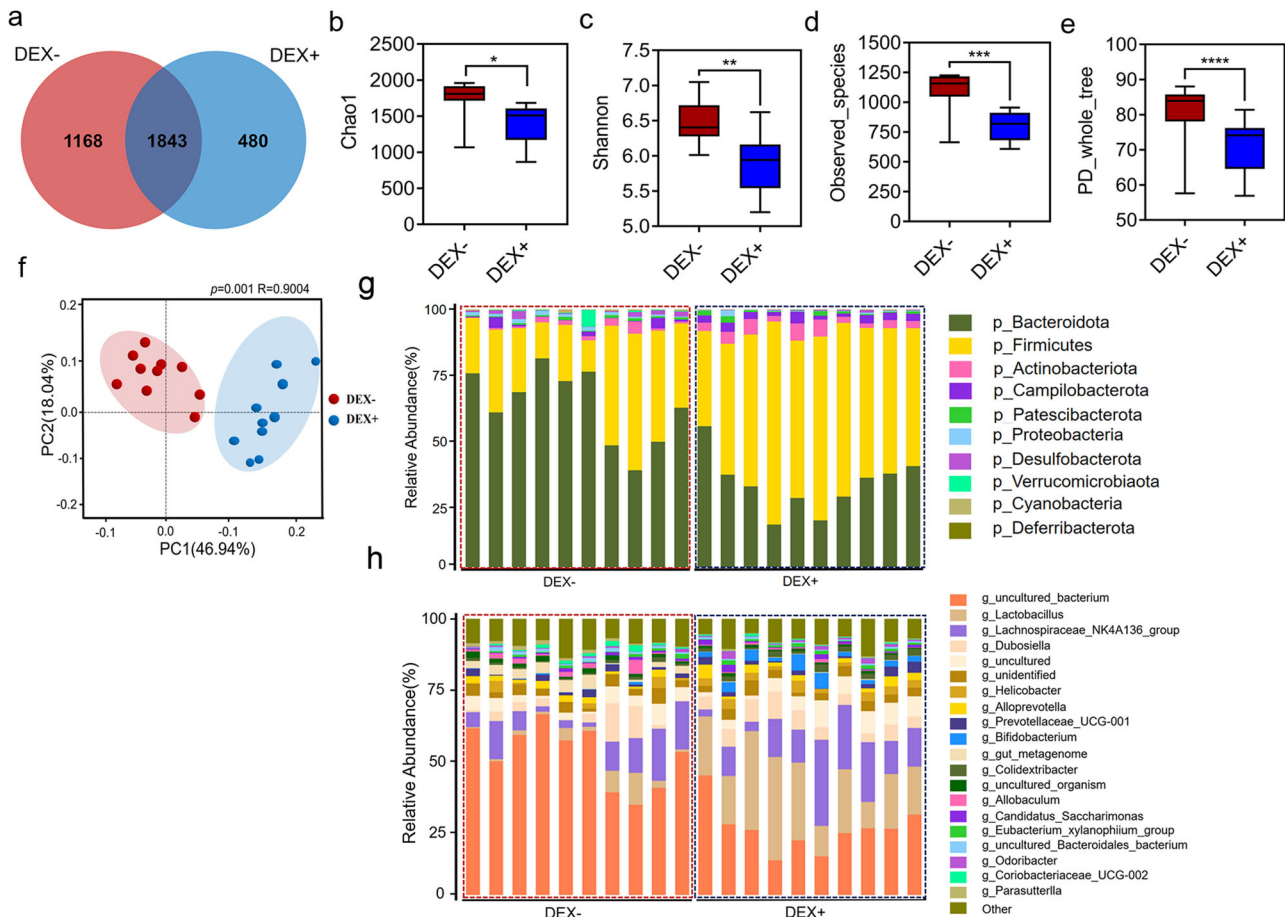 a
DEX-
DEX+
1168
1843
480
b
2500
2000
1500
1000
500
0
Chao1
*
DEX-
DEX+
c
7.5
7.0
6.5
6.0
5.5
5.0
Shannon
**
DEX-
DEX+
d
1500
1250
1000
750
500
250
0
Observed_species
***
DEX-
DEX+
e
100
90
80
70
60
50
PD_whole_tree
****
DEX-
DEX+
f
p=0.001 R=0.9004
0.2
0.1
0.0
-0.1
-0.2
PC2(18.04%)
-0.1
0.0
-0.1
0.2
PC1(46.94%)
DEX-
DEX+
g
100
75
50
25
0
Relative Abundance(%)
DEX-
DEX+
p_Bacteroidota
p_Firmicutes
p_Actinobacteriota
p_Campilobacterota
p_Patescibacterota
p_Proteobacteria
p_Desulfobacterota
p_Verrucomicrobiaota
p_Cyanobacteria
p_Deferribacterota
h
100
75
50
25
0
Relative Abundance(%)
DEX-
DEX+
g_uncultured_bacterium
g_Lactobacillus
g_Lachnospiraceae_NK4A136_group
g_Dubosiella
g_uncultured
g_unidentified
g_Helicobacter
g_Alloprevotella
g_Prevotellaceae_UCG-001
g_Bifidobacterium
g_gut_metagenome
g_Colidextribacter
g_uncultured_organism
g_Allobaculum
g_Candidatus_Saccharimonas
g_Eubacterium_xylanophiium_group
g_uncultured_Bacteroidales_bacterium
g_Odoribacter
g_Coriobacteriaceae_UCG-002
g_Parasutterlla
Other